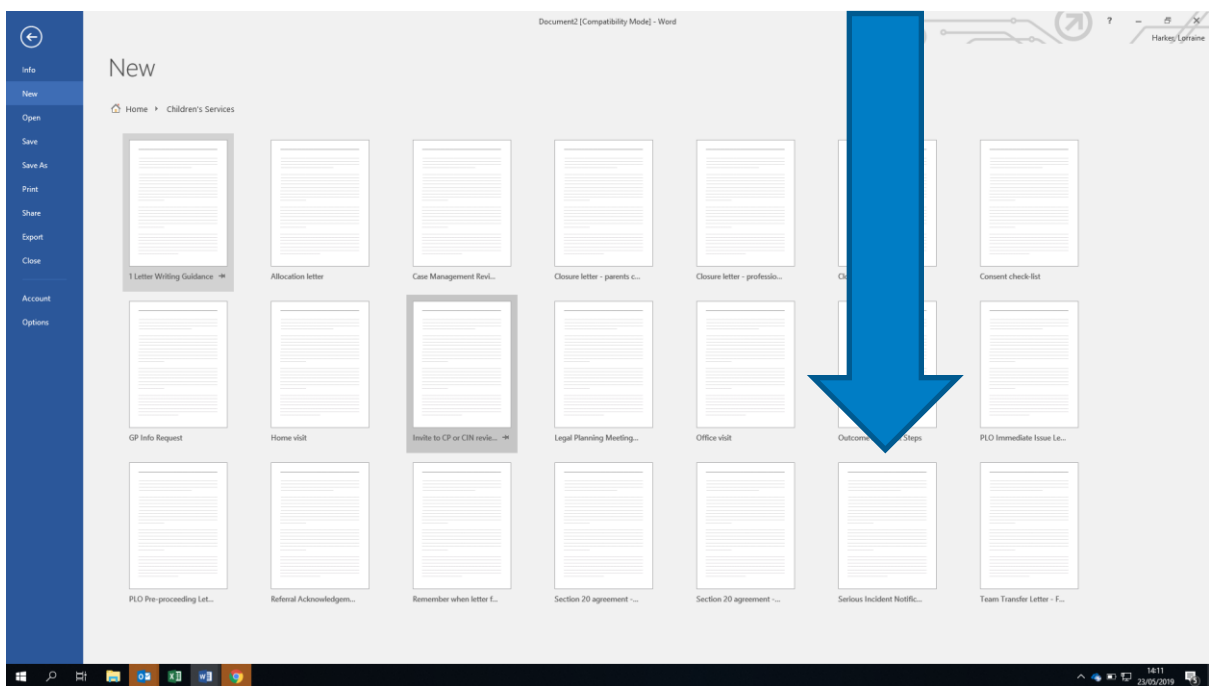 Document2 [Compatibility Mode] - Word
?
Harker, Lorraine
Info
New
Open
Save
Save As
Print
Share
Export
Close
Account
Options
New
Home
Children's Services
1 Letter Writing Guidance
Allocation letter
Case Management Revi...
Closure letter - parents c...
Closure letter - professio...
Consent check-list
GP Info Request
Home visit
Invite to CP or CIN revie...
Legal Planning Meeting...
Office visit
Outcome Steps
PLO Immediate Issue Le...
PLO Pre-proceeding Let...
Referral Acknowledgem...
Remember when letter f...
Section 20 agreement -...
Section 20 agreement -...
Serious Incident Notific...
Team Transfer Letter - F...
14:11
23/05/2019